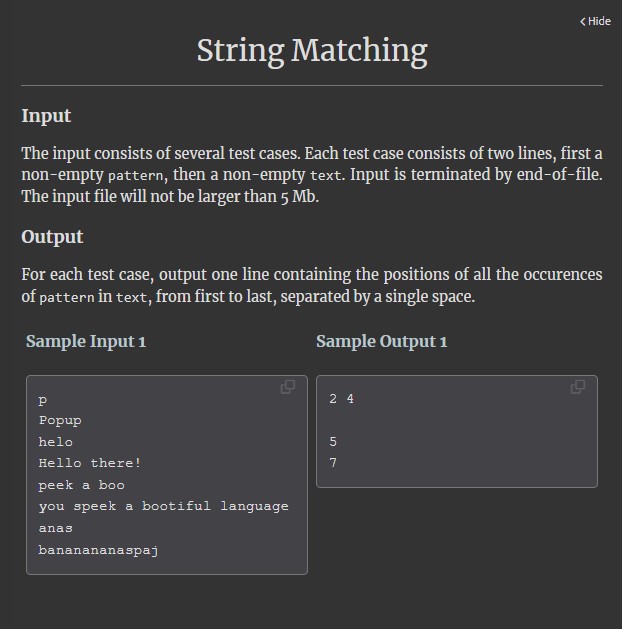 Hide
String Matching
Input
The input consists of several test cases. Each test case consists of two lines, first a
non-empty pattern, then a non-empty text. Input is terminated by end-of-file.
The input file will not be larger than 5 Mb.
Output
For each test case, output one line containing the positions of all the occurences
of pattern in text, from first to last, separated by a single space.
Sample Input 1
p
Popup
helo
Hello there!
peek a boo
you speek a bootiful language
anas
banananananaspaj
Sample Output 1
2 4
5
7